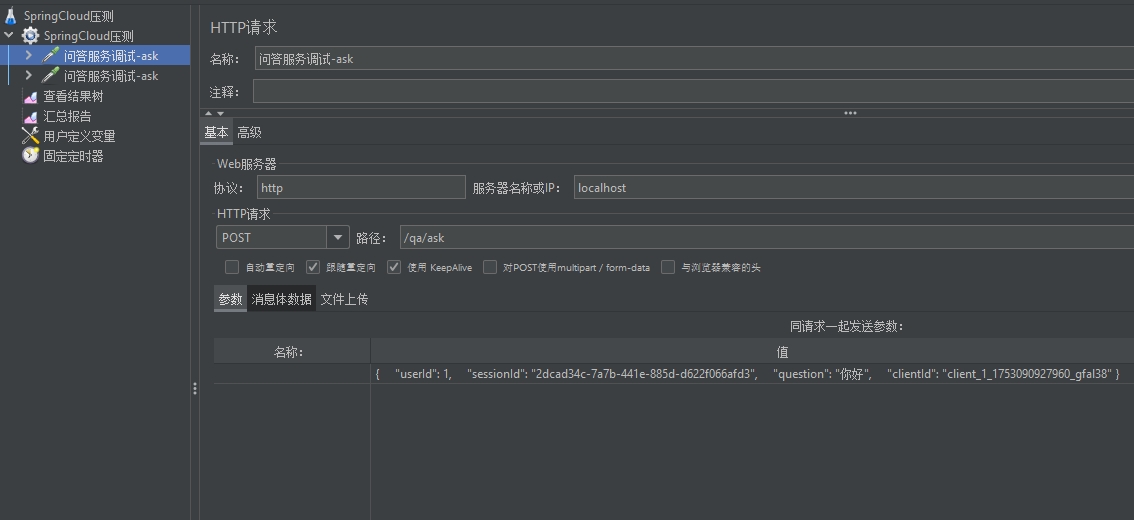 SpringCloud压测
SpringCloud压测
问答服务调试-ask
问答服务调试-ask
查看结果树
汇总报告
用户定义变量
固定定时器
HTTP请求
名称： 问答服务调试-ask
注释：
基本 高级
Web服务器
协议： http 服务器名称或IP： localhost
HTTP请求
POST 路径： /qa/ask
自动重定向 跟随重定向 使用 KeepAlive 对POST使用multipart / form-data 与浏览器兼容的头
参数 消息体数据 文件上传
同请求一起发送参数：
名称： 值
{ "userId": 1, "sessionId": "2dcad34c-7a7b-441e-885d-d622f066afd3", "question": "你好", "clientId": "client_1_1753090927960_gfal38" }